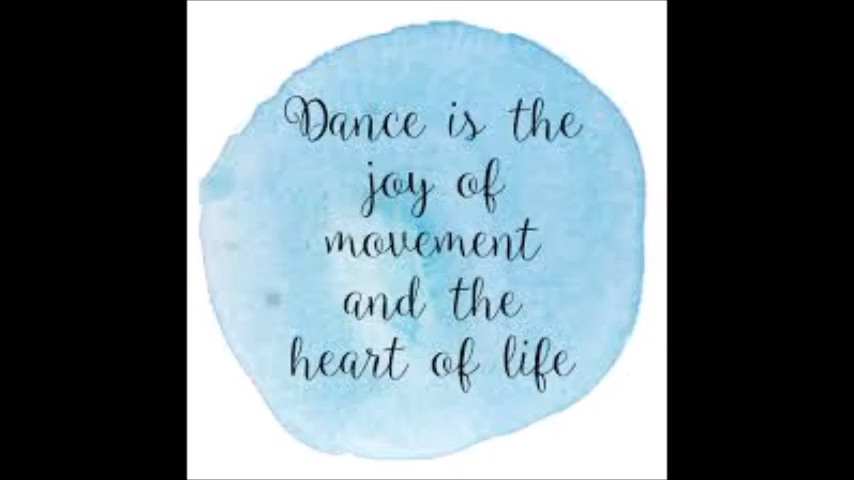 Dance is the
joy of
movement
and the
heart of life